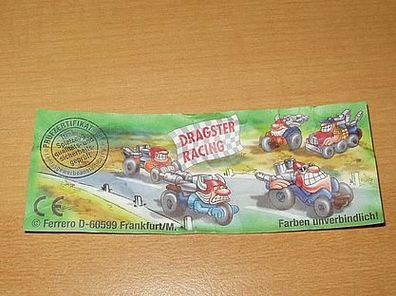 PRÜFZERTIFIKAT
DRAGSTER
RACING
CE
© Ferrero D-60599 Frankfurt/M.
Farben unverbindlich!